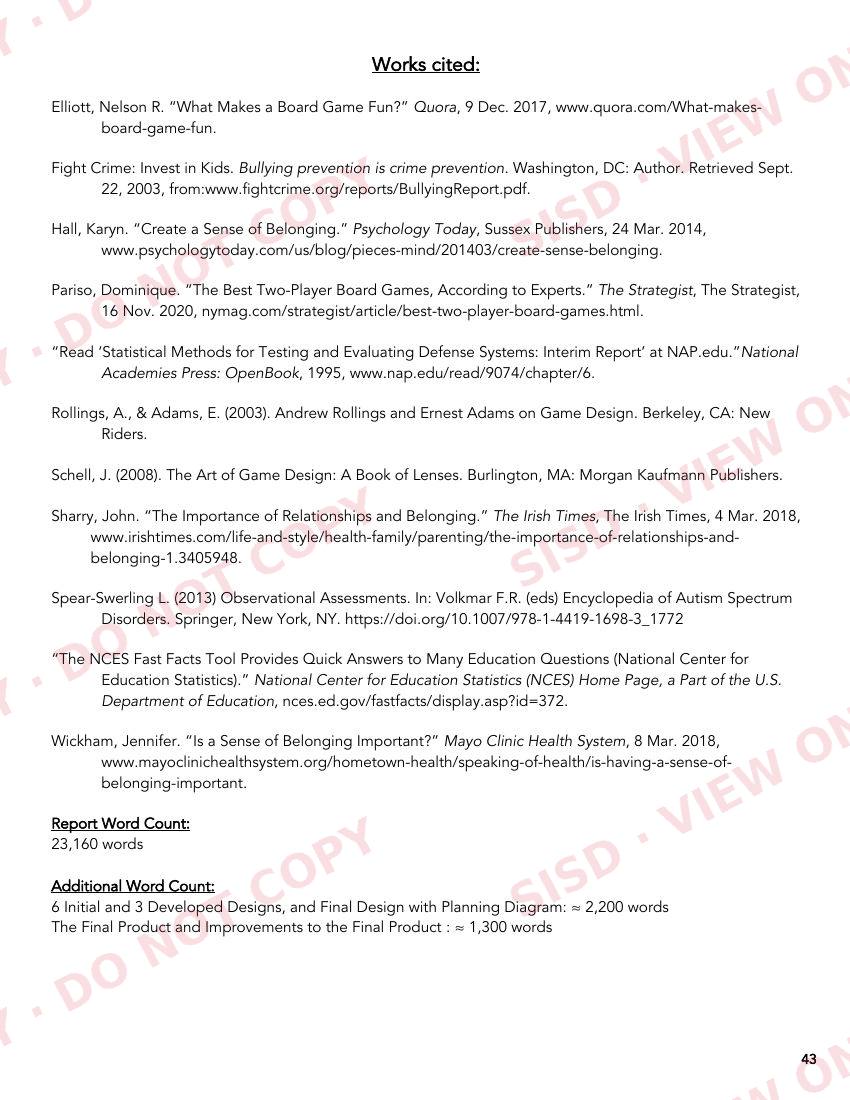 Works cited:
Elliott, Nelson R. “What Makes a Board Game Fun?” Quora, 9 Dec. 2017, www.quora.com/What-makes-
board-game-fun.
Fight Crime: Invest in Kids. Bullying prevention is crime prevention. Washington, DC: Author. Retrieved Sept.
22, 2003, from:www.fightcrime.org/reports/BullyingReport.pdf.
Hall, Karyn. “Create a Sense of Belonging.” Psychology Today, Sussex Publishers, 24 Mar. 2014,
www.psychologytoday.com/us/blog/pieces-mind/201403/create-sense-belonging.
Pariso, Dominique. “The Best Two-Player Board Games, According to Experts.” The Strategist, The Strategist,
16 Nov. 2020, nymag.com/strategist/article/best-two-player-board-games.html.
“Read ‘Statistical Methods for Testing and Evaluating Defense Systems: Interim Report’ at NAP.edu.”National
Academies Press: OpenBook, 1995, www.nap.edu/read/9074/chapter/6.
Rollings, A., & Adams, E. (2003). Andrew Rollings and Ernest Adams on Game Design. Berkeley, CA: New
Riders.
Schell, J. (2008). The Art of Game Design: A Book of Lenses. Burlington, MA: Morgan Kaufmann Publishers.
Sharry, John. “The Importance of Relationships and Belonging.” The Irish Times, The Irish Times, 4 Mar. 2018,
www.irishtimes.com/life-and-style/health-family/parenting/the-importance-of-relationships-and-
belonging-1.3405948.
Spear-Swerling L. (2013) Observational Assessments. In: Volkmar F.R. (eds) Encyclopedia of Autism Spectrum
Disorders. Springer, New York, NY. https://doi.org/10.1007/978-1-4419-1698-3_1772
“The NCES Fast Facts Tool Provides Quick Answers to Many Education Questions (National Center for
Education Statistics).” National Center for Education Statistics (NCES) Home Page, a Part of the U.S.
Department of Education, nces.ed.gov/fastfacts/display.asp?id=372.
Wickham, Jennifer. “Is a Sense of Belonging Important?” Mayo Clinic Health System, 8 Mar. 2018,
www.mayoclinichealthsystem.org/hometown-health/speaking-of-health/is-having-a-sense-of-
belonging-important.
Report Word Count:
23,160 words
Additional Word Count:
6 Initial and 3 Developed Designs, and Final Design with Planning Diagram: ≈ 2,200 words
The Final Product and Improvements to the Final Product : ≈ 1,300 words
43
Y · DO NOT COPY
SISD · VIEW ON
Y · DO NOT COPY
SISD · VIEW ON
Y · DO NOT COPY
SISD · VIEW ON